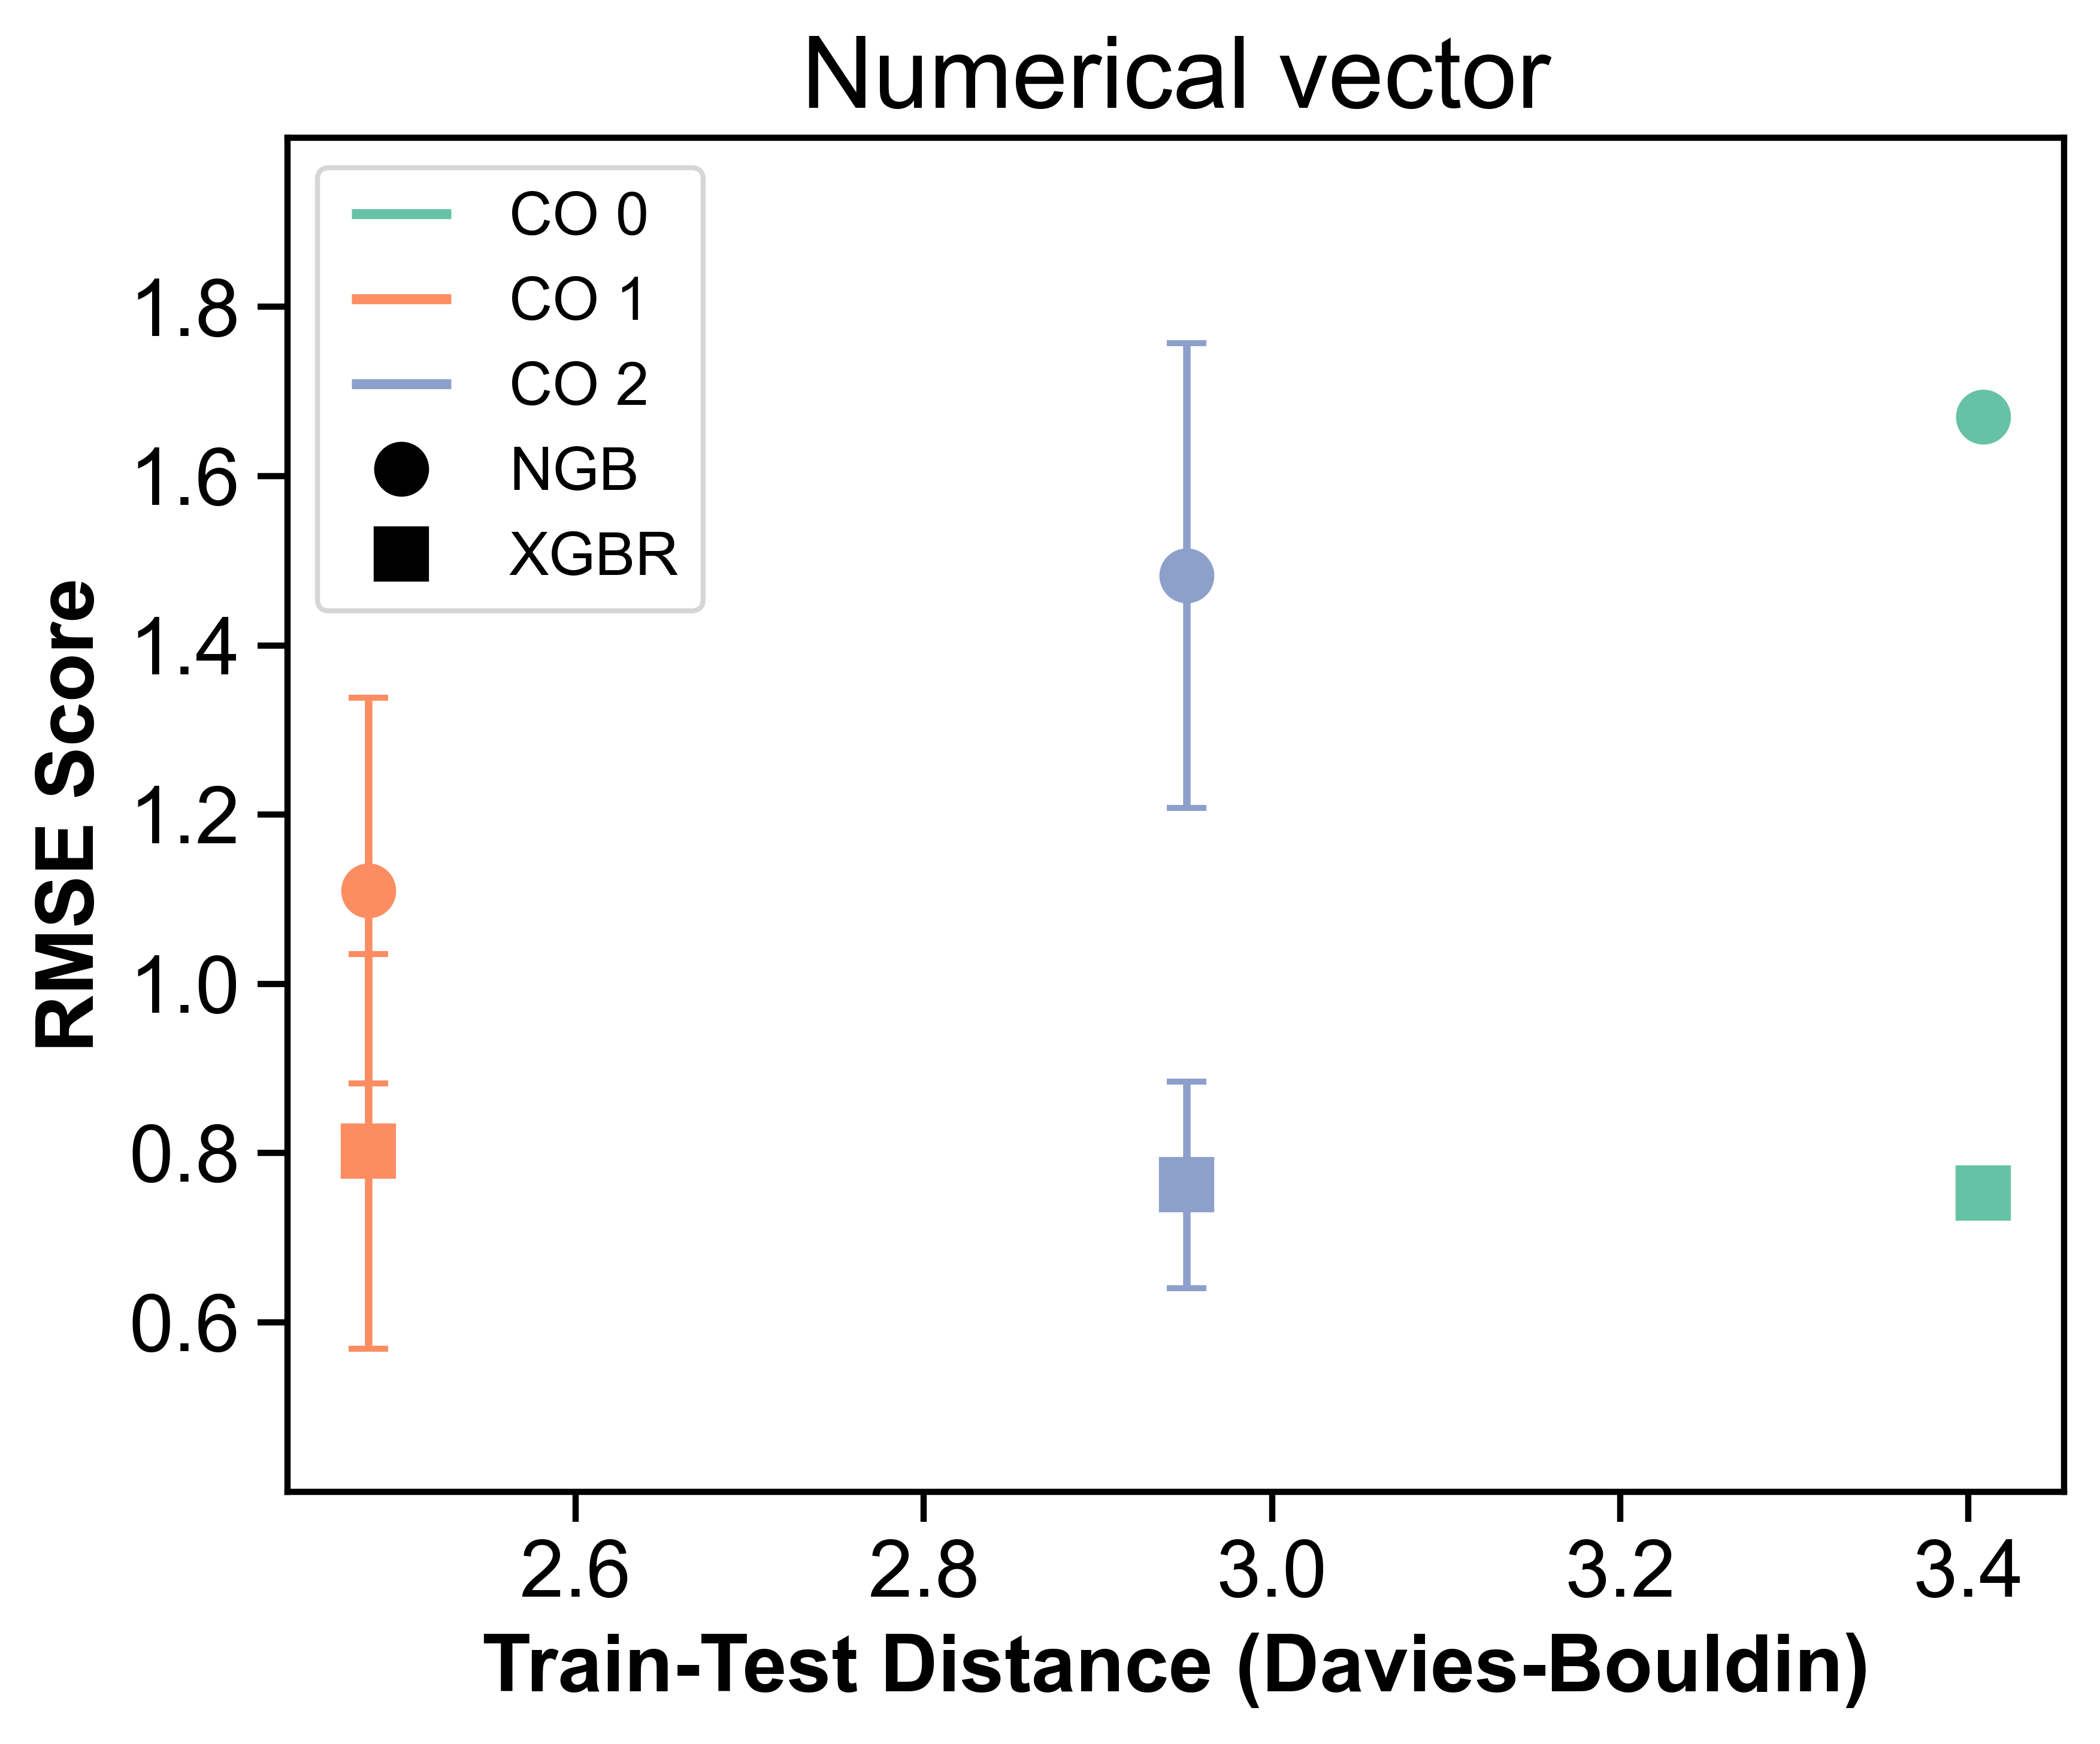 Numerical vector
CO 0
CO 1
CO 2
NGB
XGBR
RMSE Score
1.8
1.6
1.4
1.2
1.0
0.8
0.6
2.6 2.8 3.0 3.2 3.4
Train-Test Distance (Davies-Bouldin)